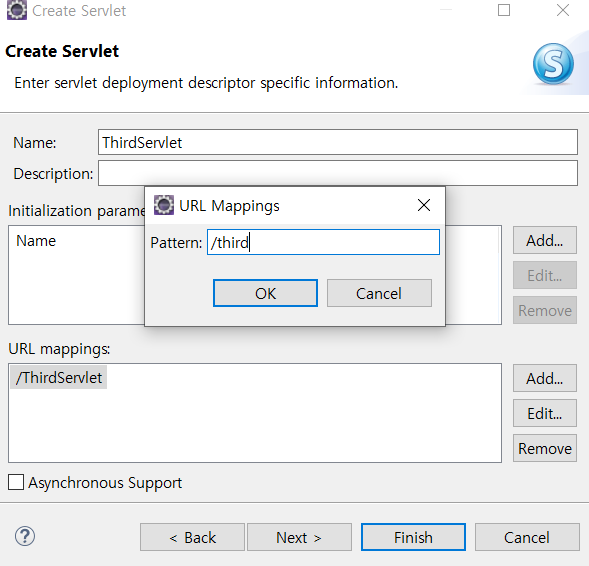 Create Servlet
Create Servlet
Enter servlet deployment descriptor specific information.
Name: ThirdServlet
Description:
URL Mappings
Pattern: /third
OK Cancel
Initialization parame
Name
Add...
Edit...
Remove
URL mappings:
/ThirdServlet
Add...
Edit...
Remove
Asynchronous Support
< Back Next > Finish Cancel